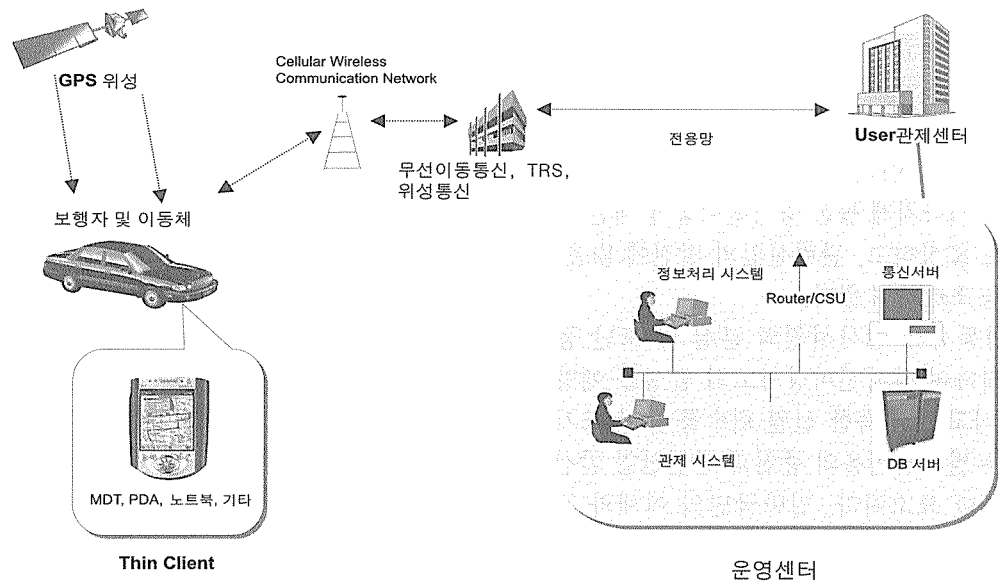 GPS 위성
Cellular Wireless
Communication Network
User관제센터
전용망
무선이동통신, TRS,
위성통신
보행자 및 이동체
정보처리 시스템
Router/CSU
통신서버
관제 시스템
DB 서버
MDT, PDA, 노트북, 기타
Thin Client
운영센터